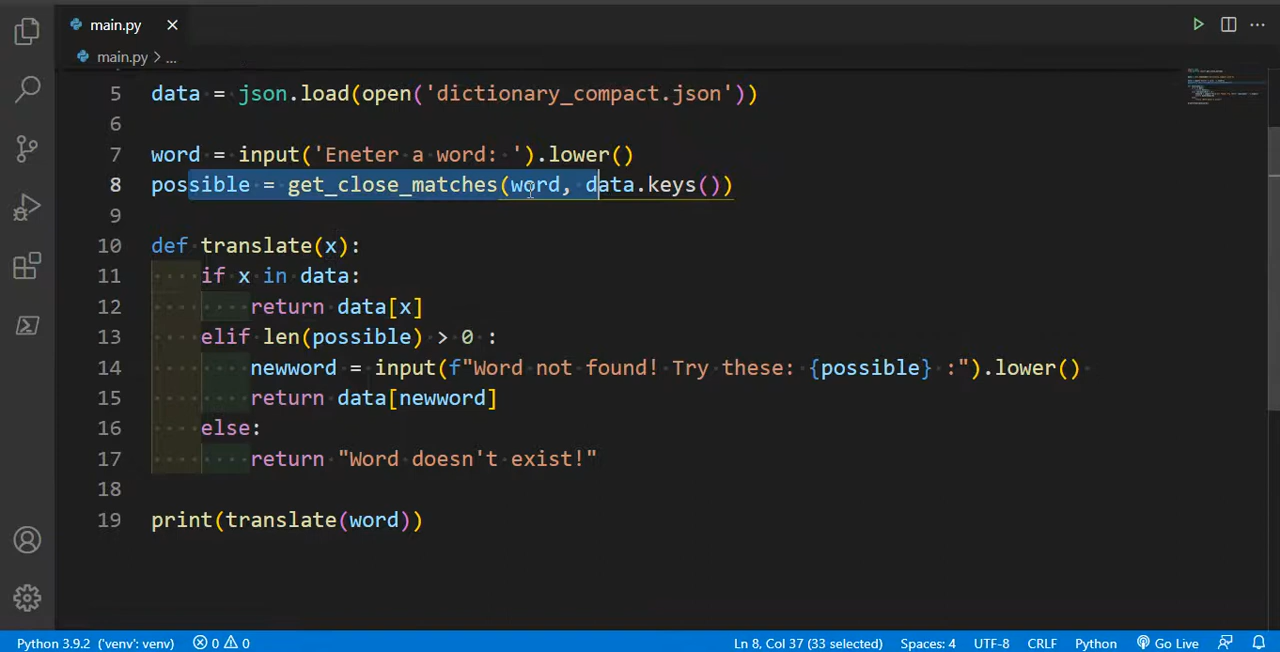 main.py
main.py > ...
5 data = json.load(open('dictionary_compact.json'))
6
7 word = input('Eneter a word: ').lower()
8 possible = get_close_matches(word, data.keys())
9
10 def translate(x):
11     if x in data:
12         return data[x]
13     elif len(possible) > 0 :
14         newword = input(f"Word not found! Try these: {possible} :").lower()
15         return data[newword]
16     else:
17         return "Word doesn't exist!"
18
19 print(translate(word))
Python 3.9.2 ('venv': venv) 0 0 Ln 8, Col 37 (33 selected) Spaces: 4 UTF-8 CRLF Python Go Live